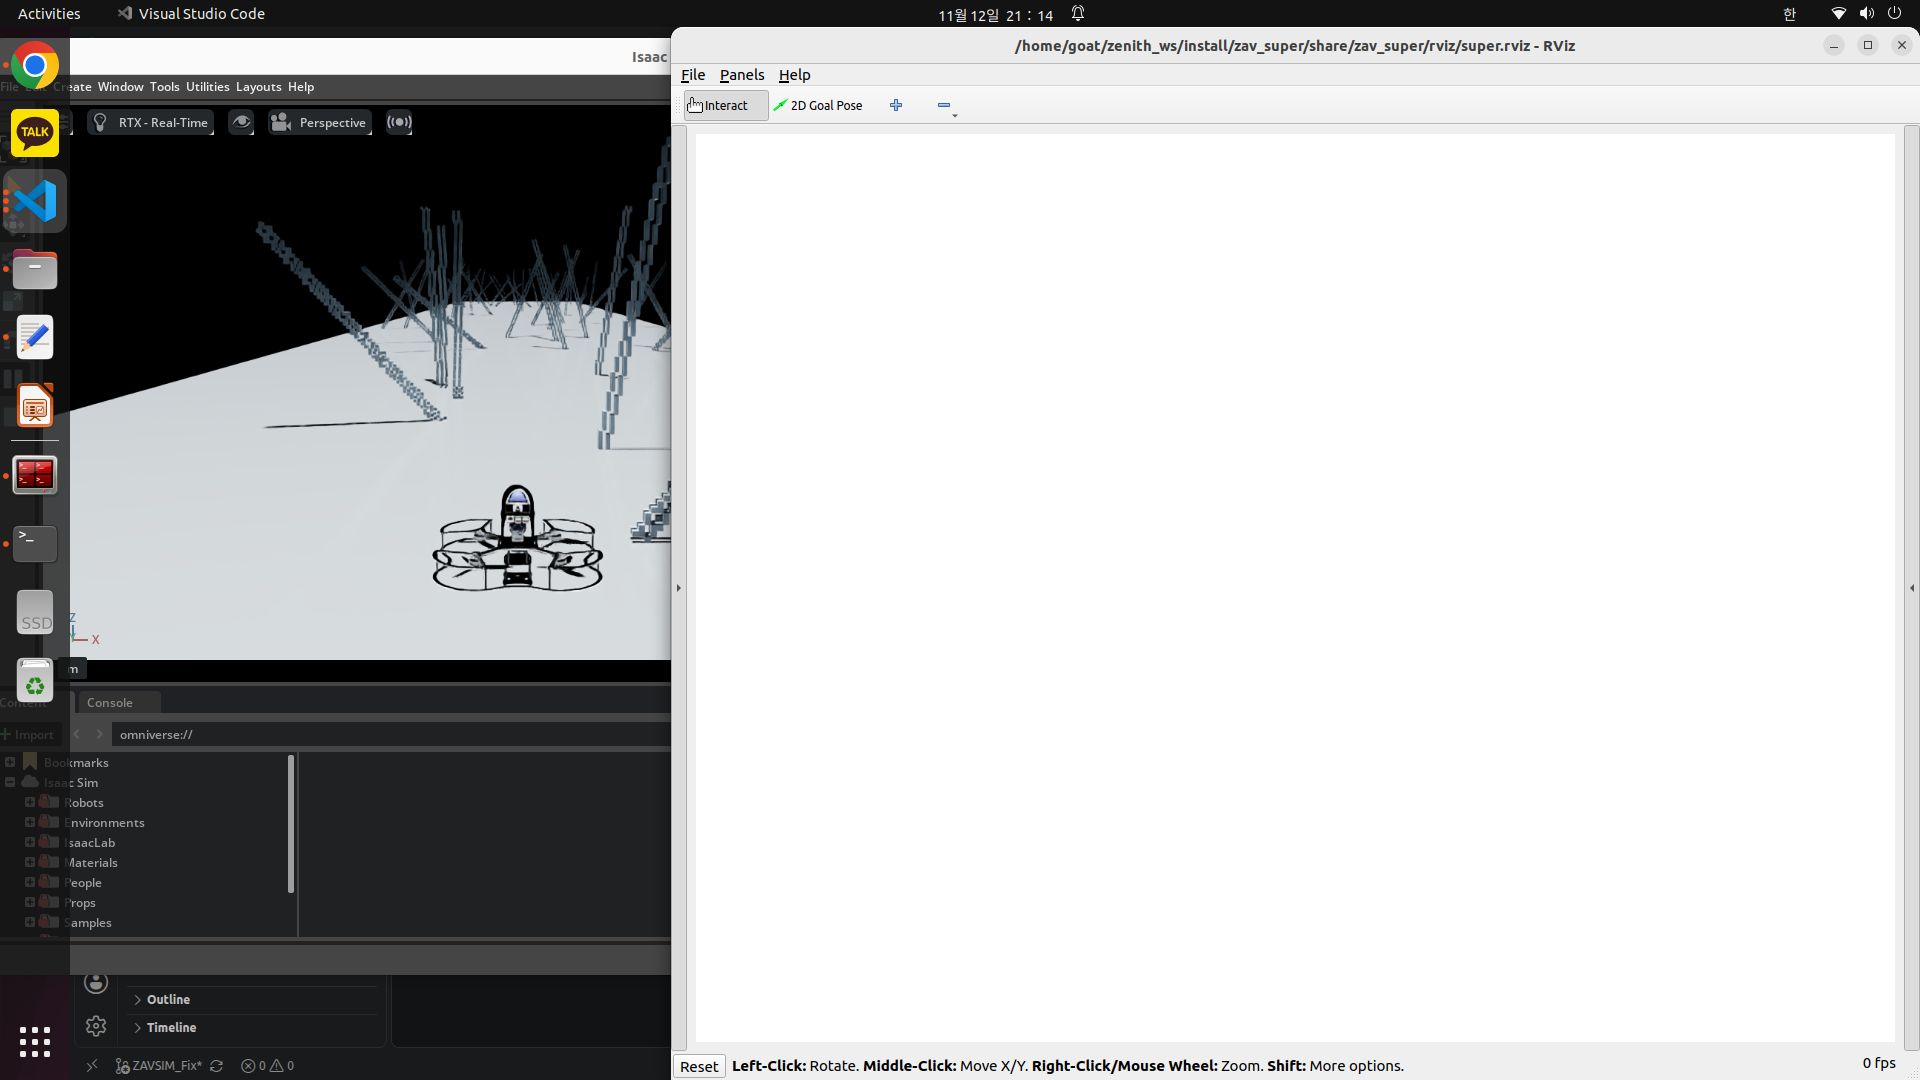 Activities
Visual Studio Code
11월 12일 21 : 14
한
Isaac
File Edit Create Window Tools Utilities Layouts Help
RTX - Real-Time
Perspective
TALK
SSD
Z
X
m
Content
Console
Import
omniverse://
Bookmarks
Isaac Sim
Robots
Environments
IsaacLab
Materials
People
Props
Samples
Outline
Timeline
ZAVSIM_Fix*
0
0
/home/goat/zenith_ws/install/zav_super/share/zav_super/rviz/super.rviz - RViz
File Panels Help
Interact
2D Goal Pose
Reset
Left-Click: Rotate. Middle-Click: Move X/Y. Right-Click/Mouse Wheel: Zoom. Shift: More options.
0 fps